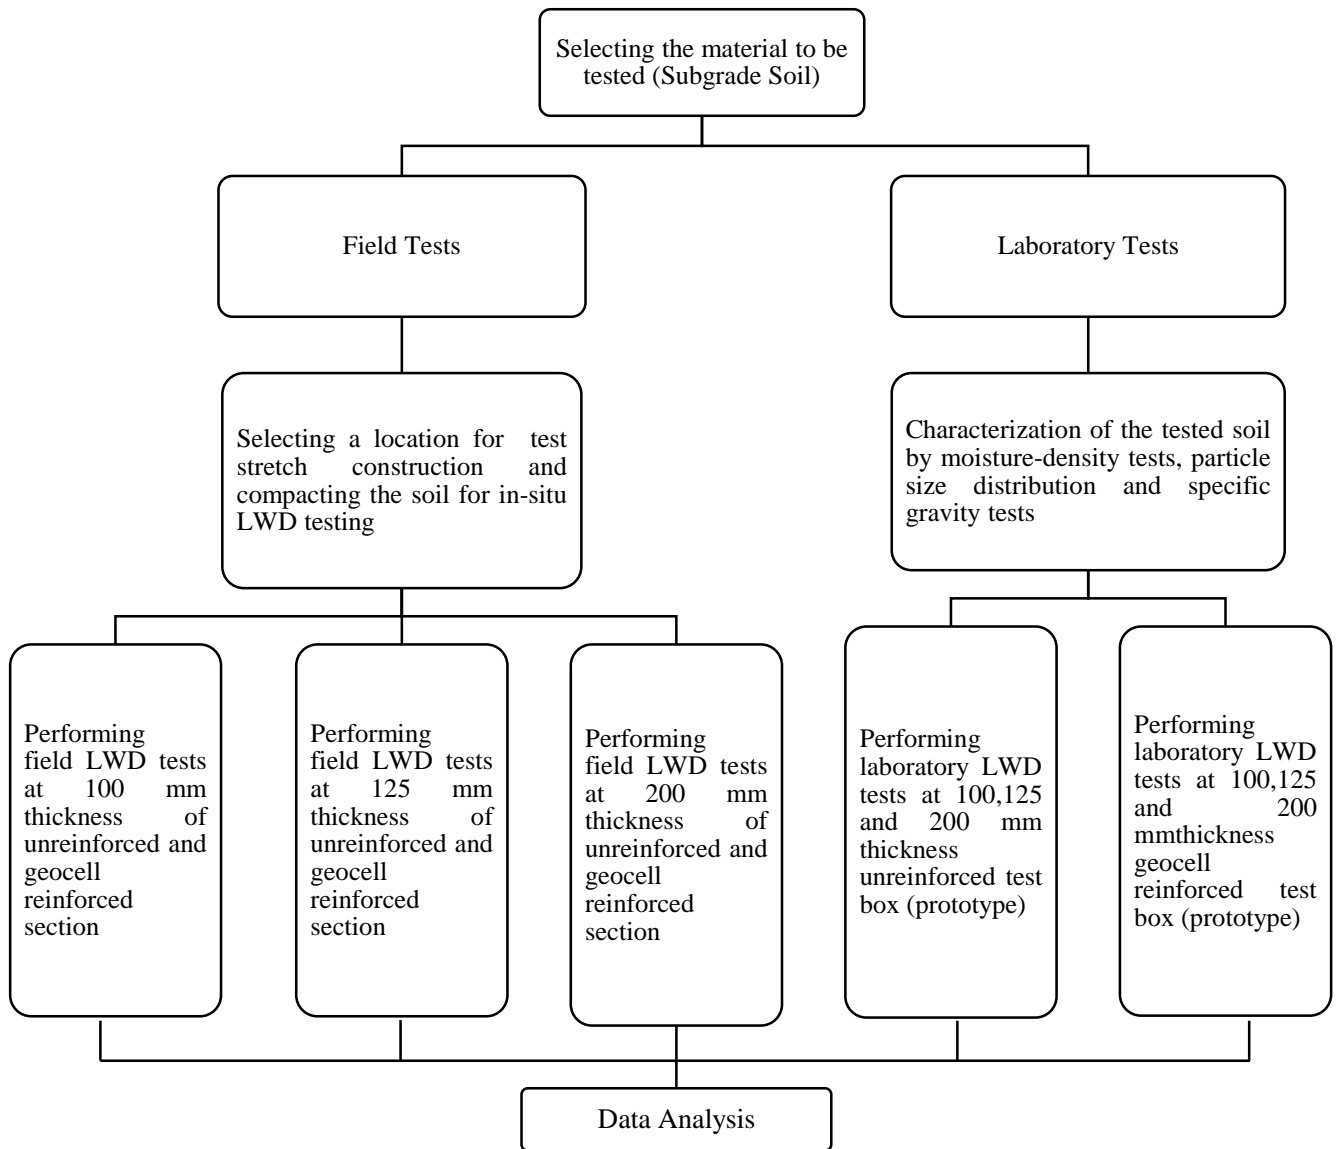 Selecting the material to be
tested (Subgrade Soil)
Field Tests
Laboratory Tests
Selecting a location for test
stretch construction and
compacting the soil for in-situ
LWD testing
Characterization of the tested soil
by moisture-density tests, particle
size distribution and specific
gravity tests
Performing
field LWD tests
at 100 mm
thickness of
unreinforced and
geocell
reinforced
section
Performing
field LWD tests
at 125 mm
thickness of
unreinforced and
geocell
reinforced
section
Performing
field LWD tests
at 200 mm
thickness of
unreinforced and
geocell
reinforced
section
Performing
laboratory LWD
tests at 100,125
and 200 mm
thickness
unreinforced test
box (prototype)
Performing
laboratory LWD
tests at 100,125
and 200
mmthickness
geocell
reinforced test
box (prototype)
Data Analysis